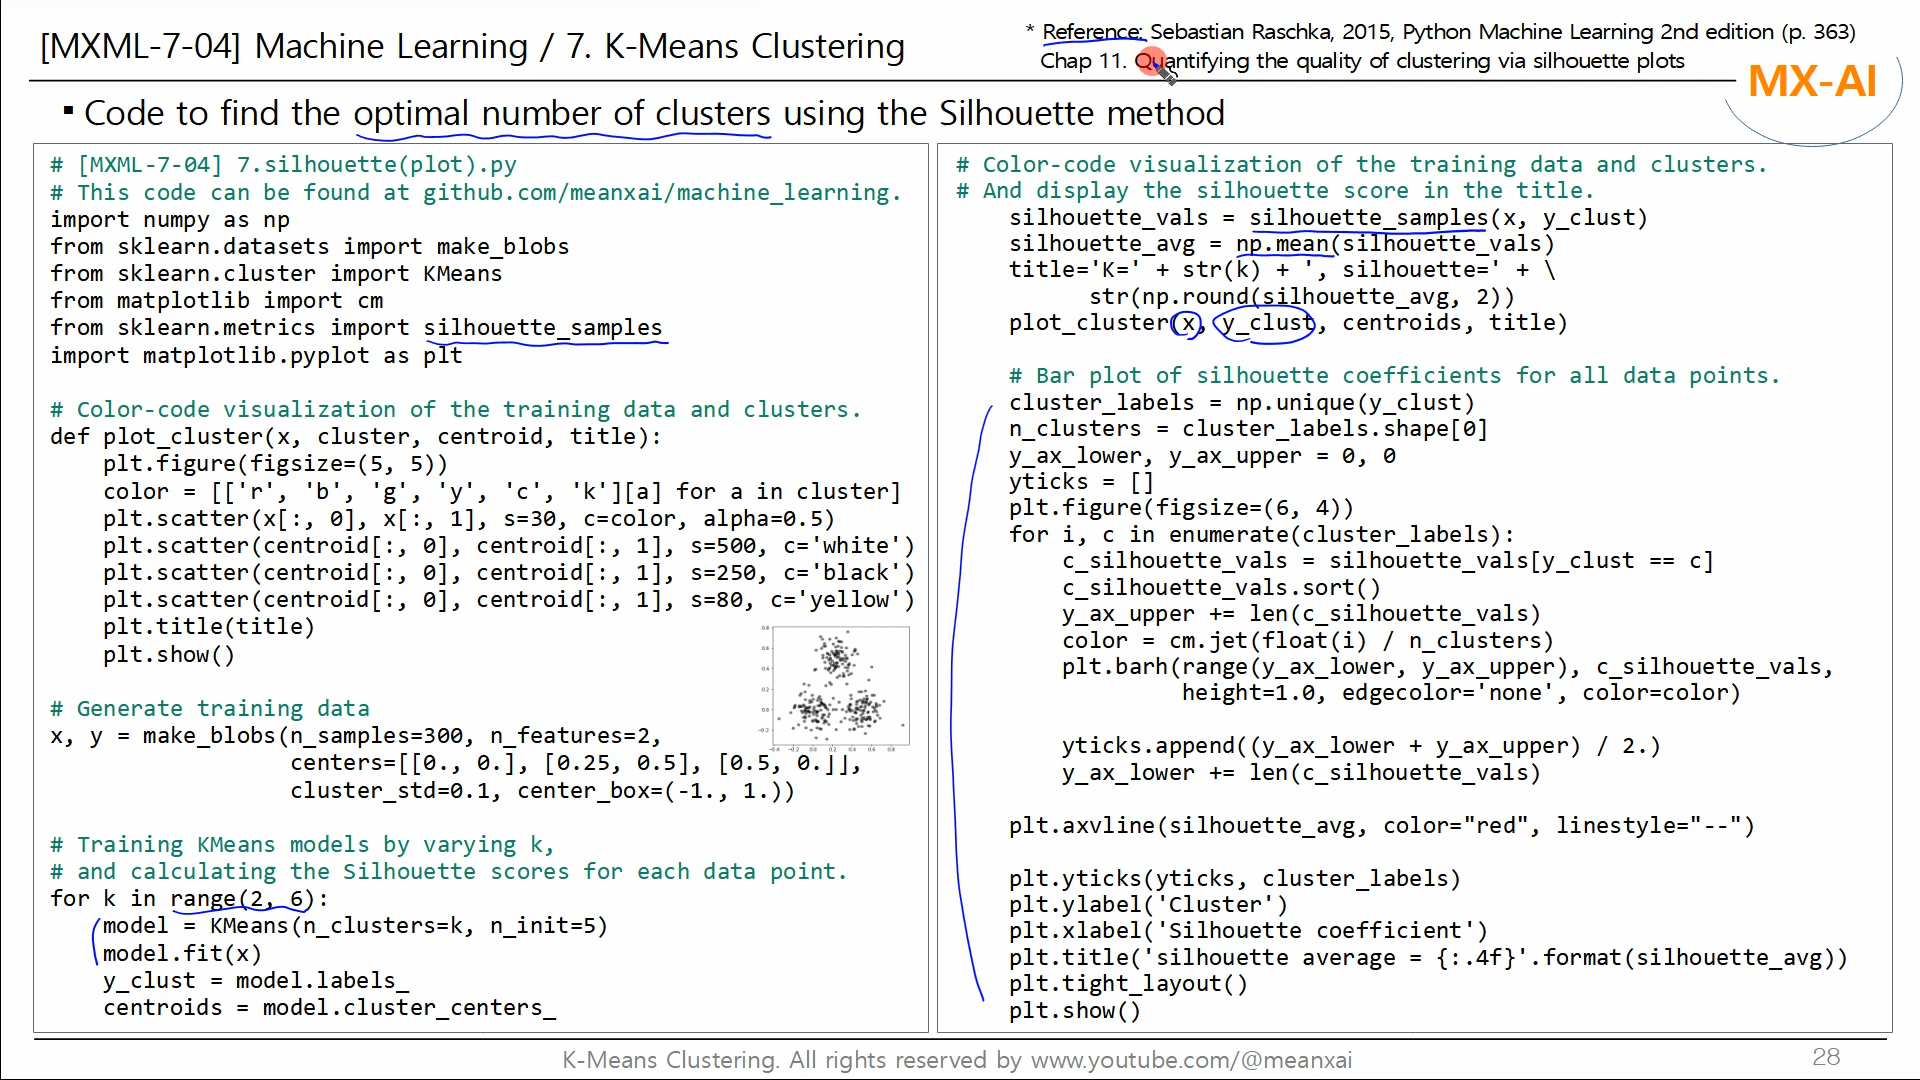 [MXML-7-04] Machine Learning / 7. K-Means Clustering
* Reference: Sebastian Raschka, 2015, Python Machine Learning 2nd edition (p. 363)
Chap 11. Quantifying the quality of clustering via silhouette plots
MX-AI
▪ Code to find the optimal number of clusters using the Silhouette method
# [MXML-7-04] 7.silhouette(plot).py
# This code can be found at github.com/meanxai/machine_learning.
import numpy as np
from sklearn.datasets import make_blobs
from sklearn.cluster import KMeans
from matplotlib import cm
from sklearn.metrics import silhouette_samples
import matplotlib.pyplot as plt
# Color-code visualization of the training data and clusters.
def plot_cluster(x, cluster, centroid, title):
    plt.figure(figsize=(5, 5))
    color = [['r', 'b', 'g', 'y', 'c', 'k'][a] for a in cluster]
    plt.scatter(x[:, 0], x[:, 1], s=30, c=color, alpha=0.5)
    plt.scatter(centroid[:, 0], centroid[:, 1], s=500, c='white')
    plt.scatter(centroid[:, 0], centroid[:, 1], s=250, c='black')
    plt.scatter(centroid[:, 0], centroid[:, 1], s=80, c='yellow')
    plt.title(title)
    plt.show()
# Generate training data
x, y = make_blobs(n_samples=300, n_features=2,
                  centers=[[0., 0.], [0.25, 0.5], [0.5, 0.]],
                  cluster_std=0.1, center_box=(-1., 1.))
# Training KMeans models by varying k,
# and calculating the Silhouette scores for each data point.
for k in range(2, 6):
    model = KMeans(n_clusters=k, n_init=5)
    model.fit(x)
    y_clust = model.labels_
    centroids = model.cluster_centers_
# Color-code visualization of the training data and clusters.
# And display the silhouette score in the title.
    silhouette_vals = silhouette_samples(x, y_clust)
    silhouette_avg = np.mean(silhouette_vals)
    title='K=' + str(k) + ', silhouette=' + \
          str(np.round(silhouette_avg, 2))
    plot_cluster(x, y_clust, centroids, title)
    # Bar plot of silhouette coefficients for all data points.
    cluster_labels = np.unique(y_clust)
    n_clusters = cluster_labels.shape[0]
    y_ax_lower, y_ax_upper = 0, 0
    yticks = []
    plt.figure(figsize=(6, 4))
    for i, c in enumerate(cluster_labels):
        c_silhouette_vals = silhouette_vals[y_clust == c]
        c_silhouette_vals.sort()
        y_ax_upper += len(c_silhouette_vals)
        color = cm.jet(float(i) / n_clusters)
        plt.barh(range(y_ax_lower, y_ax_upper), c_silhouette_vals,
                 height=1.0, edgecolor='none', color=color)
        yticks.append((y_ax_lower + y_ax_upper) / 2.)
        y_ax_lower += len(c_silhouette_vals)
    plt.axvline(silhouette_avg, color="red", linestyle="--")
    plt.yticks(yticks, cluster_labels)
    plt.ylabel('Cluster')
    plt.xlabel('Silhouette coefficient')
    plt.title('silhouette average = {:.4f}'.format(silhouette_avg))
    plt.tight_layout()
    plt.show()
K-Means Clustering. All rights reserved by www.youtube.com/@meanxai
28